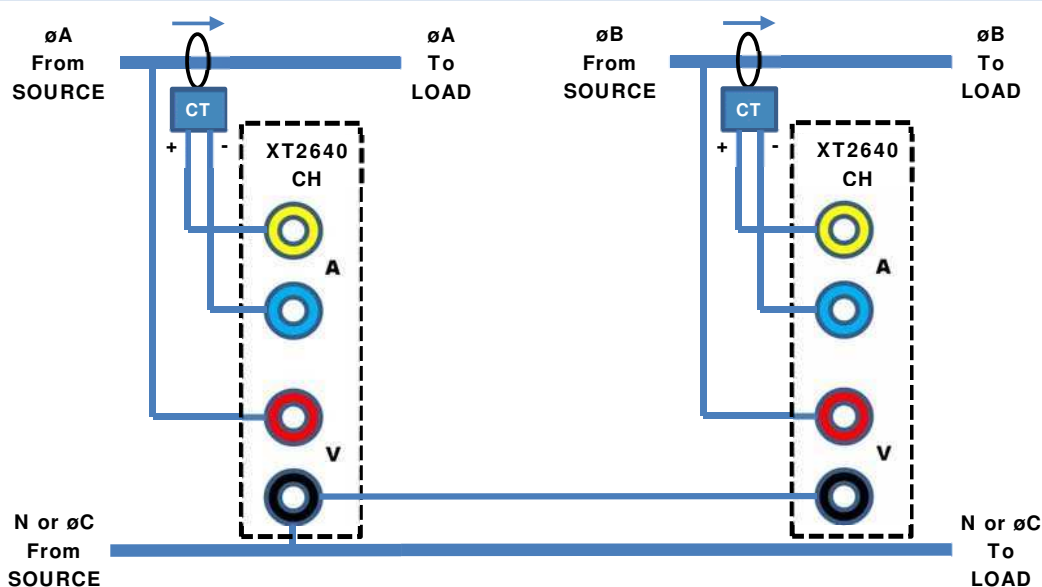 øA
From
SOURCE
øA
To
LOAD
øB
From
SOURCE
øB
To
LOAD
CT
+ -
XT2640
CH
A
V
CT
+ -
XT2640
CH
A
V
N or øC
From
SOURCE
N or øC
To
LOAD